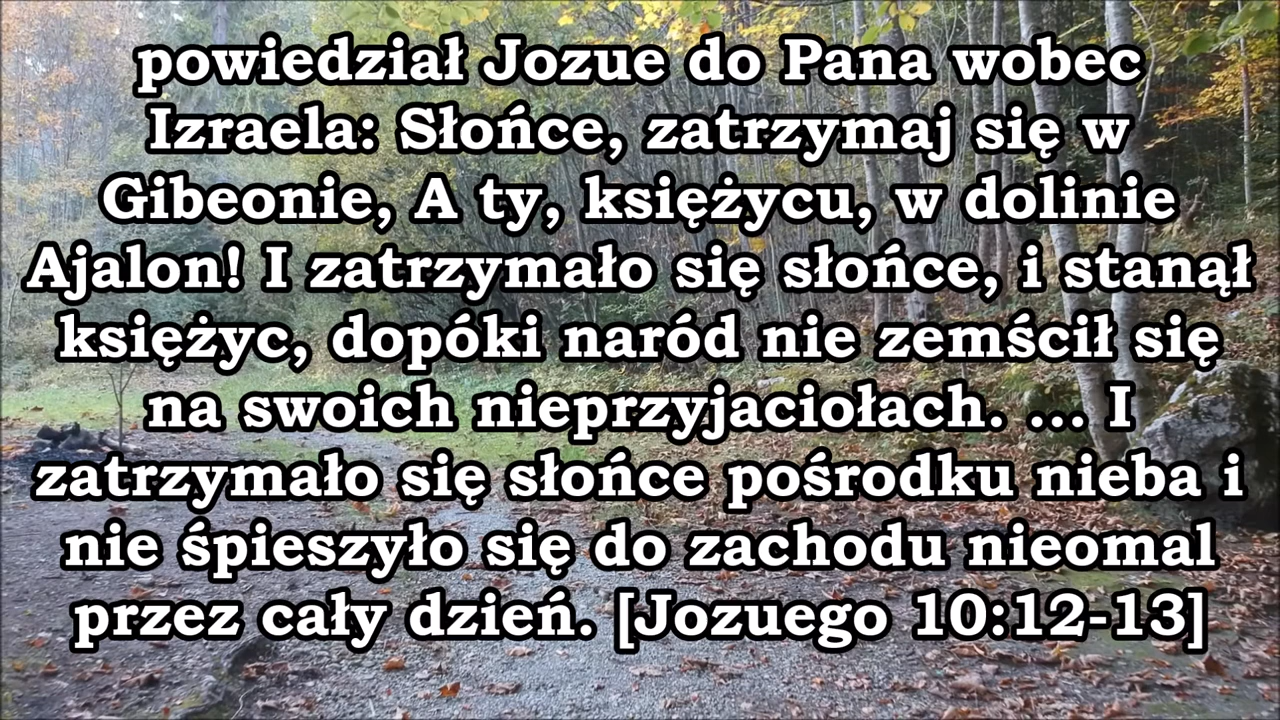 powiedział Jozue do Pana wobec
Izraela: Słońce, zatrzymaj się w
Gibeonie, A ty, księżycu, w dolinie
Ajalon! I zatrzymało się słońce, i stanął
księżyc, dopóki naród nie zemścił się
na swoich nieprzyjaciołach. ... I
zatrzymało się słońce pośrodku nieba i
nie śpieszyło się do zachodu nieomal
przez cały dzień. [Jozuego 10:12-13]